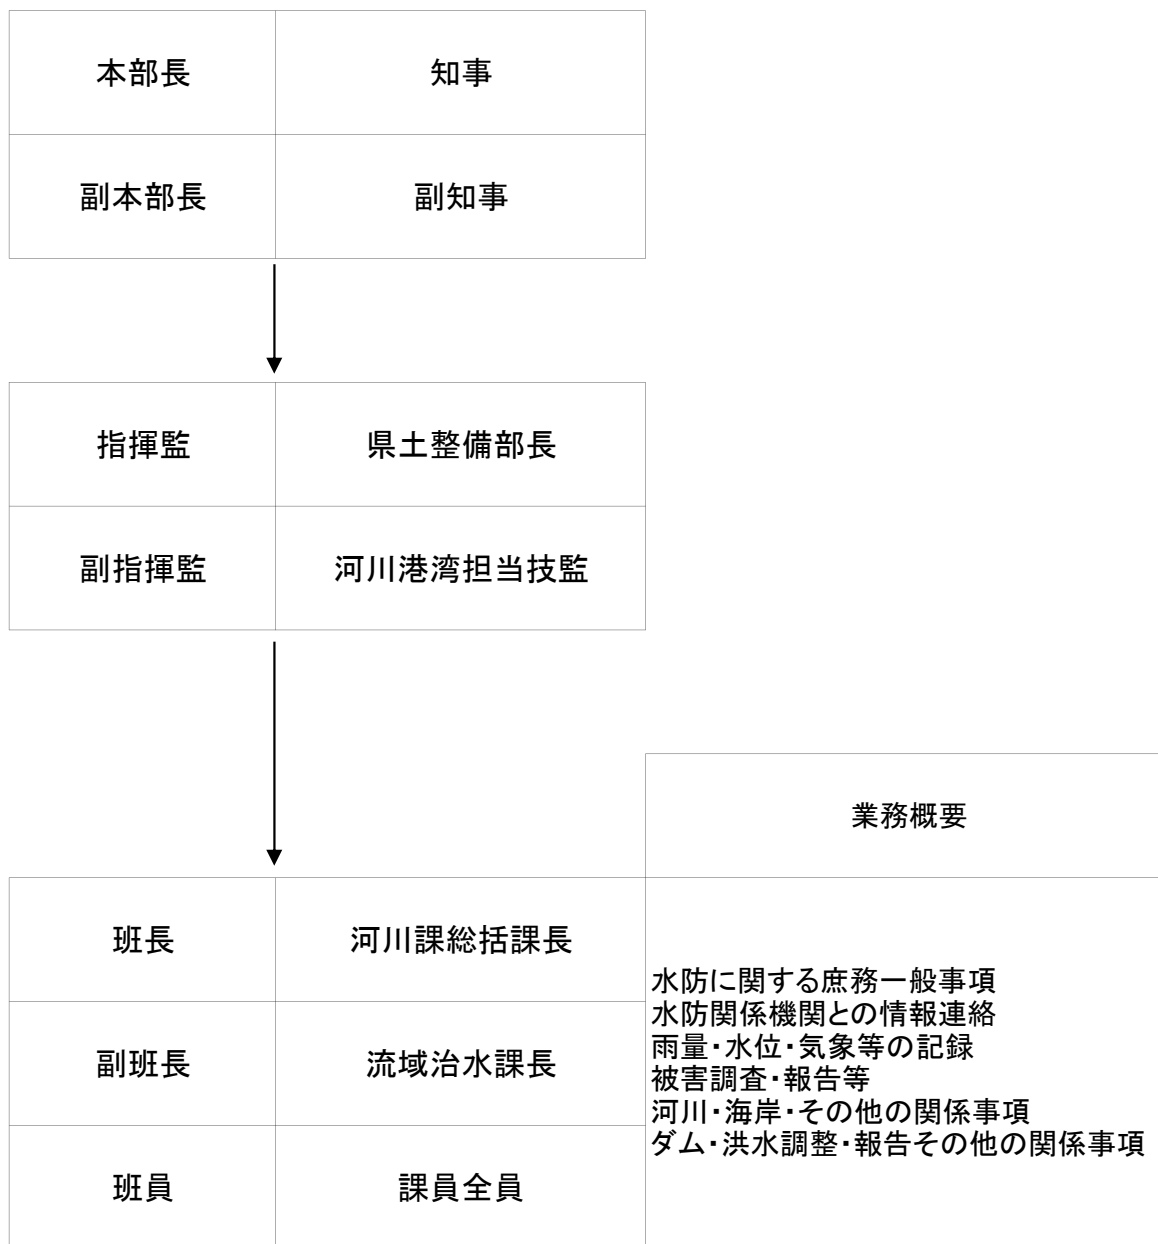 本部長 知事
副本部長 副知事
指揮監 県土整備部長
副指揮監 河川港湾担当技監
業務概要
班長 河川課総括課長
副班長 流域治水課長
班員 課員全員
水防に関する庶務一般事項
水防関係機関との情報連絡
雨量・水位・気象等の記録
被害調査・報告等
河川・海岸・その他の関係事項
ダム・洪水調整・報告その他の関係事項